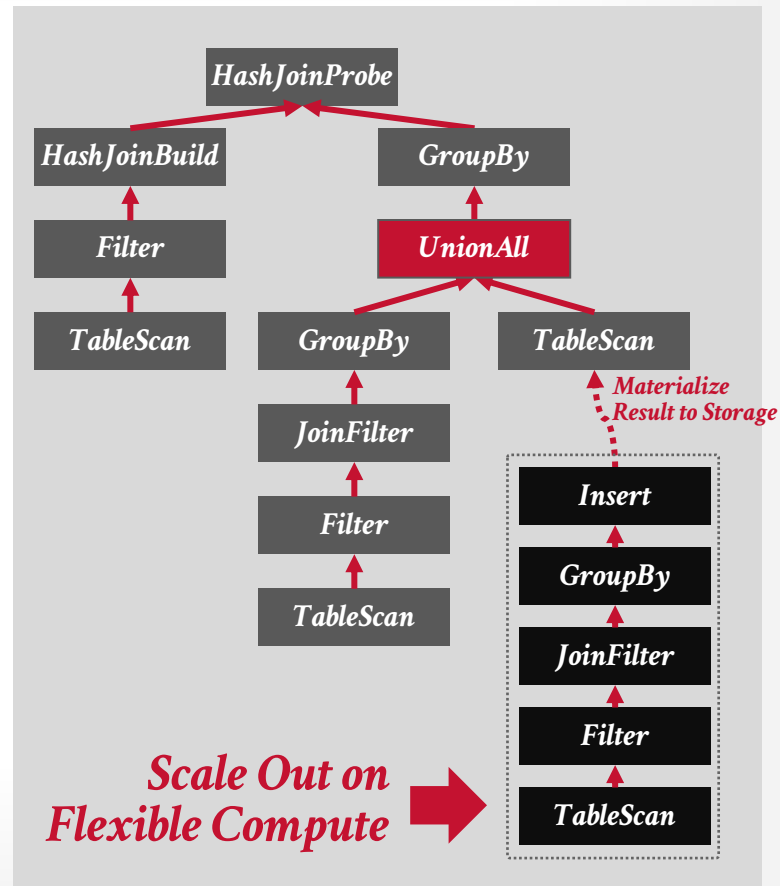 HashJoinProbe
HashJoinBuild
GroupBy
Filter
UnionAll
TableScan
GroupBy
TableScan
Materialize
Result to Storage
JoinFilter
Filter
TableScan
Insert
GroupBy
JoinFilter
Filter
TableScan
Scale Out on
Flexible Compute